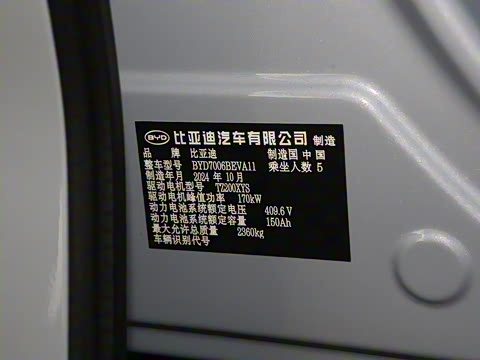 BYD 比亚迪汽车有限公司 制造
品 牌 比亚迪 制造国 中国
整车型号 BYD7006BEVA11 乘坐人数 5
制造年月 2024 年 10 月
驱动电机型号 TZ200XYS
驱动电机峰值功率 170kW
动力电池系统额定电压 409.6 V
动力电池系统额定容量 150Ah
最大允许总质量 2360kg
车辆识别代号